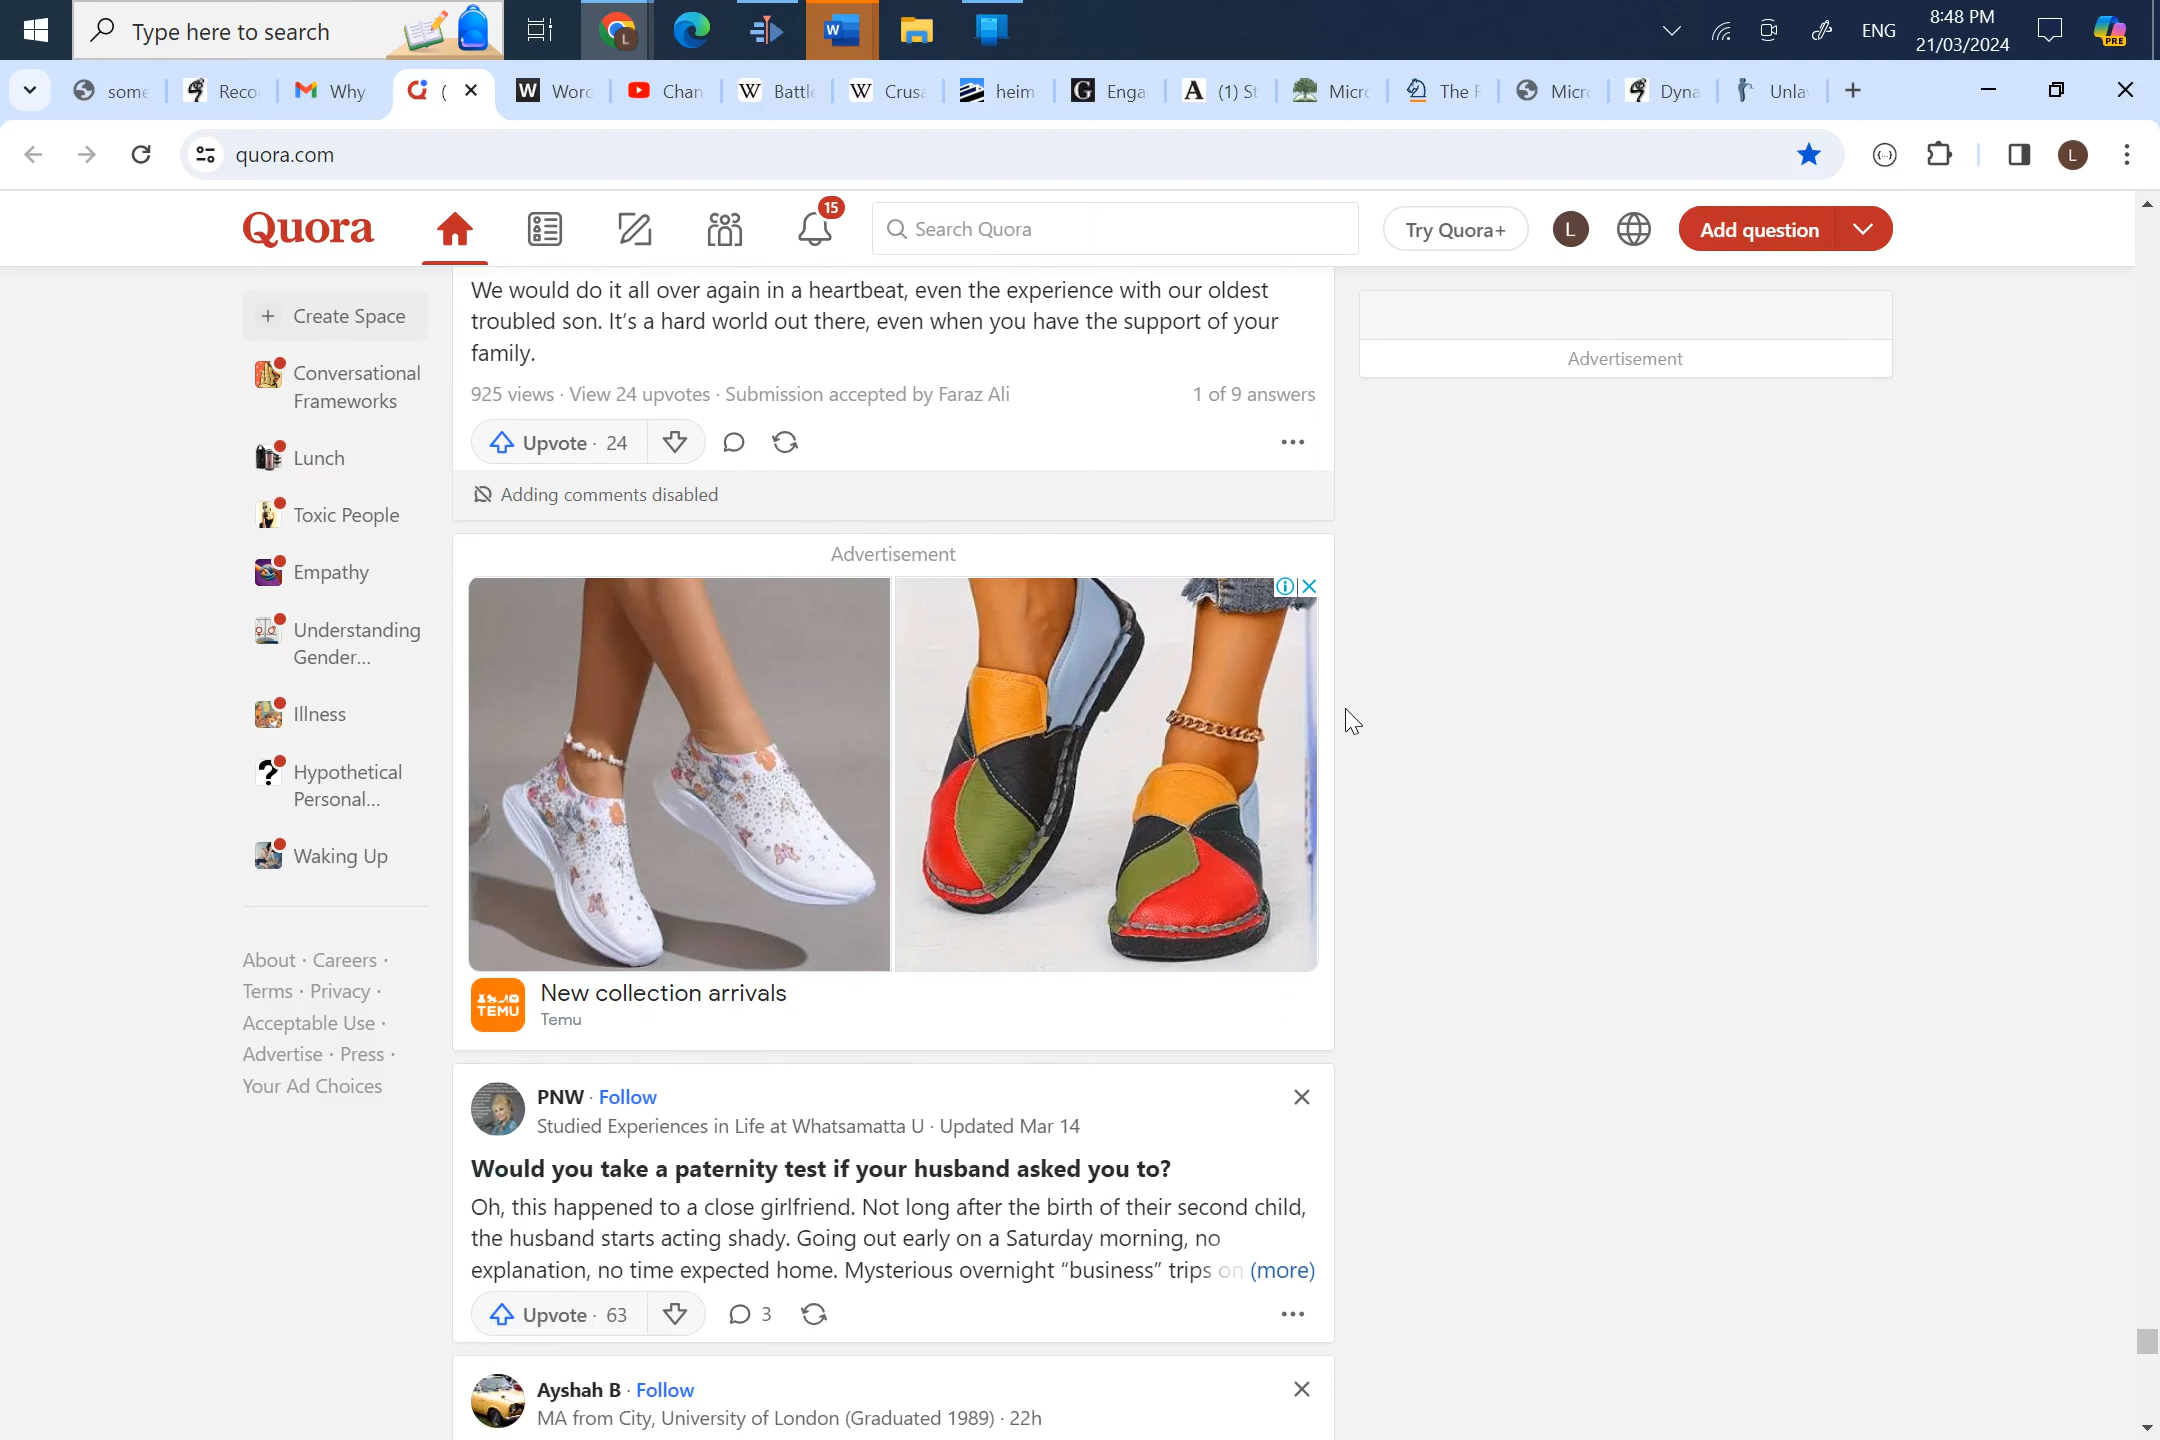 Type here to search
ENG
8:48 PM
21/03/2024
PRE
some
Reco
Why
(
Word
Chan
Battle
Crusa
heim
Enga
(1) St
Micro
The F
Micro
Dyna
Unla
quora.com
L
Quora
15
Search Quora
Try Quora+
L
Add question
Create Space
Conversational
Frameworks
Lunch
Toxic People
Empathy
Understanding
Gender...
Illness
Hypothetical
Personal...
Waking Up
About · Careers ·
Terms · Privacy ·
Acceptable Use ·
Advertise · Press ·
Your Ad Choices
We would do it all over again in a heartbeat, even the experience with our oldest
troubled son. It’s a hard world out there, even when you have the support of your
family.
925 views · View 24 upvotes · Submission accepted by Faraz Ali
1 of 9 answers
Upvote · 24
Adding comments disabled
Advertisement
TEMU
New collection arrivals
Temu
PNW · Follow
Studied Experiences in Life at Whatsamatta U · Updated Mar 14
Would you take a paternity test if your husband asked you to?
Oh, this happened to a close girlfriend. Not long after the birth of their second child,
the husband starts acting shady. Going out early on a Saturday morning, no
explanation, no time expected home. Mysterious overnight “business” trips on (more)
Upvote · 63
3
Ayshah B · Follow
MA from City, University of London (Graduated 1989) · 22h
Advertisement